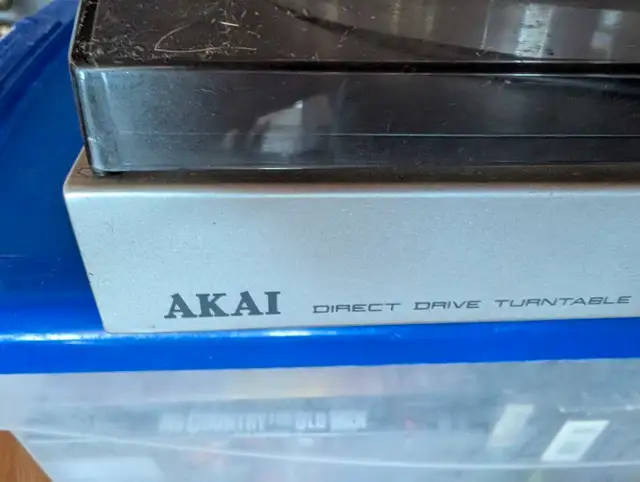 AKAI DIRECT DRIVE TURNTABLE
NO COUNTRY FOR OLD MEN